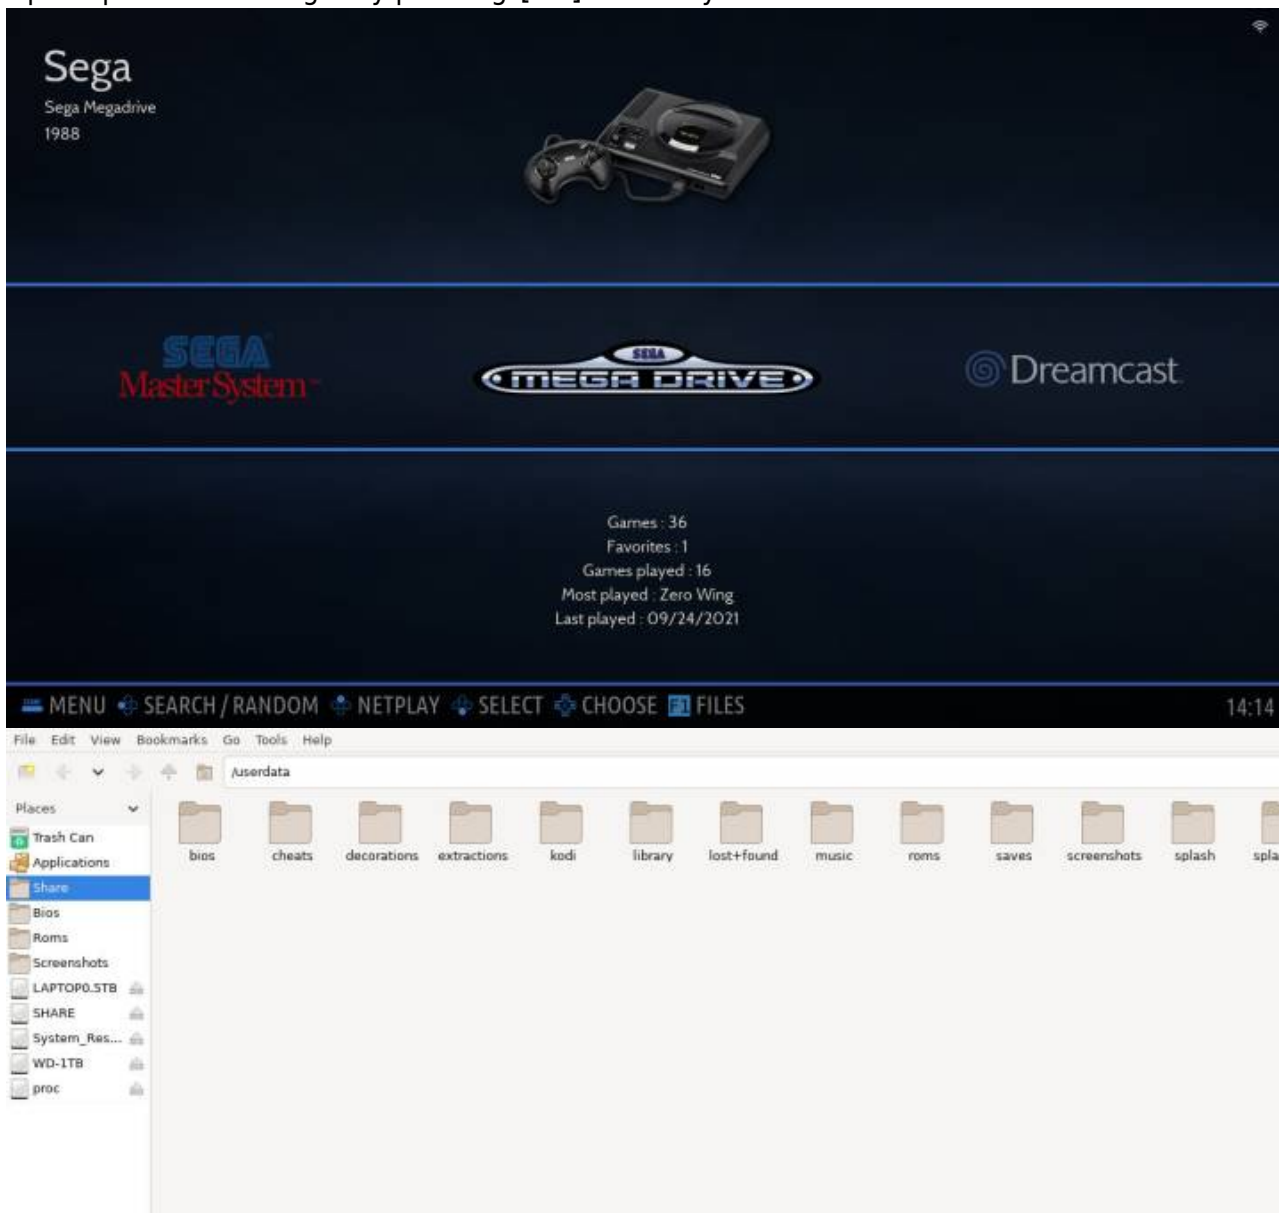 Sega
Sega Megadrive
1988
SEGA
Master System
SEGA
MEGA DRIVE
Dreamcast
Games : 36
Favorites : 1
Games played : 16
Most played : Zero Wing
Last played : 09/24/2021
MENU SEARCH / RANDOM NETPLAY SELECT CHOOSE F1 FILES 14:14
File Edit View Bookmarks Go Tools Help
/userdata
Places
Trash Can
Applications
Share
Bios
Roms
Screenshots
LAPTOP0.5TB
SHARE
System_Res...
WD-1TB
proc
bios cheats decorations extractions kodi library lost+found music roms saves screenshots splash spla